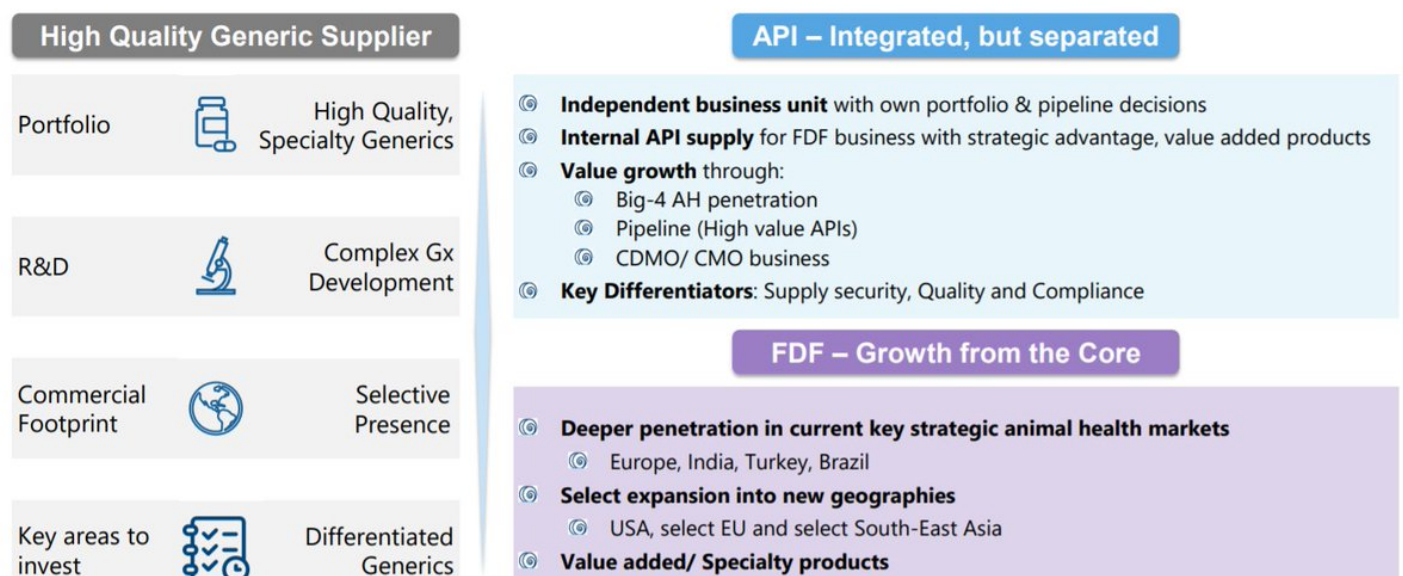 High Quality Generic Supplier
Portfolio
High Quality,
Specialty Generics
R&D
Complex Gx
Development
Commercial
Footprint
Selective
Presence
Key areas to
invest
Differentiated
Generics
API – Integrated, but separated
Independent business unit with own portfolio & pipeline decisions
Internal API supply for FDF business with strategic advantage, value added products
Value growth through:
Big-4 AH penetration
Pipeline (High value APIs)
CDMO/ CMO business
Key Differentiators: Supply security, Quality and Compliance
FDF – Growth from the Core
Deeper penetration in current key strategic animal health markets
Europe, India, Turkey, Brazil
Select expansion into new geographies
USA, select EU and select South-East Asia
Value added/ Specialty products